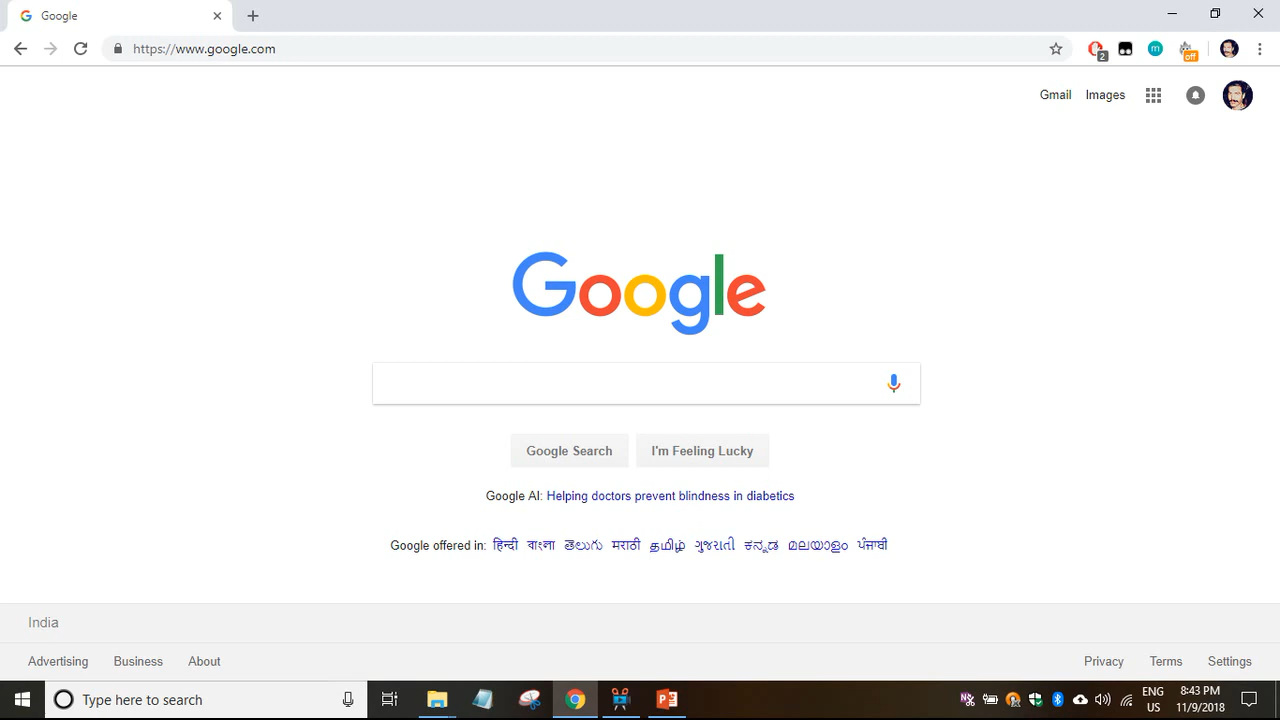 Google
https://www.google.com
2
m
off
Gmail Images
Google
Google Search I'm Feeling Lucky
Google AI: Helping doctors prevent blindness in diabetics
Google offered in: हिन्दी বাংলা తెలుగు मराठी தமிழ் ગુજરાતી ಕನ್ನಡ മലയാളം ਪੰਜਾਬੀ
India
Advertising Business About Privacy Terms Settings
Type here to search
ENG 8:43 PM
US 11/9/2018